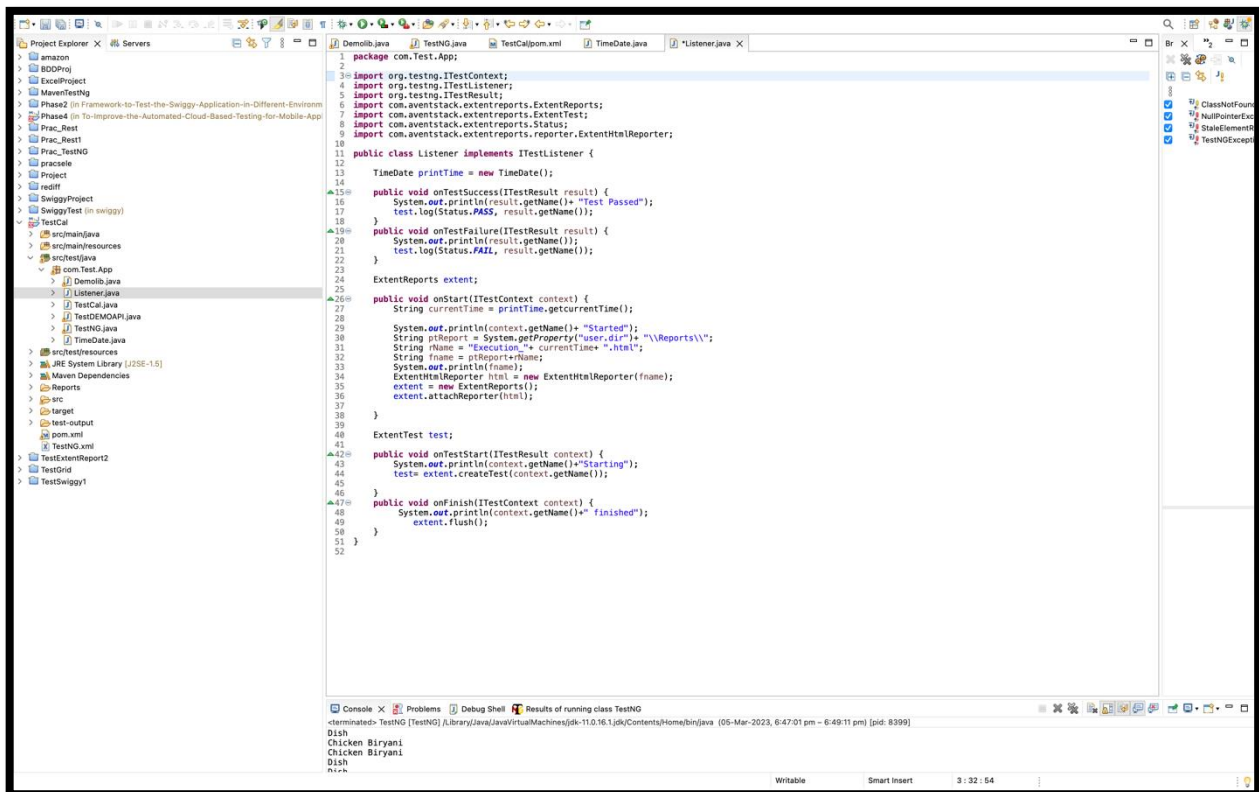 Project Explorer
Servers
amazon
BDDProj
ExcelProject
MavenTestNg
Phase2 (in Framework-to-Test-the-Swiggy-Application-in-Different-Environm
Phase4 (in To-Improve-the-Automated-Cloud-Based-Testing-for-Mobile-Appl
Prac_Rest
Prac_Rest1
Prac_TestNG
pracsele
Project
rediff
SwiggyProject
SwiggyTest (in swiggy)
TestCal
src/main/java
src/main/resources
src/test/java
com.Test.App
Demolib.java
Listener.java
TestCal.java
TestDEMOAPI.java
TestNG.java
TimeDate.java
src/test/resources
JRE System Library [J2SE-1.5]
Maven Dependencies
Reports
src
target
test-output
pom.xml
TestNG.xml
TestExtentReport2
TestGrid
TestSwiggy1
Demolib.java TestNG.java TestCal/pom.xml TimeDate.java *Listener.java
1 package com.Test.App;
2
3 import org.testng.ITestContext;
4 import org.testng.ITestListener;
5 import org.testng.ITestResult;
6 import com.aventstack.extentreports.ExtentReports;
7 import com.aventstack.extentreports.ExtentTest;
8 import com.aventstack.extentreports.Status;
9 import com.aventstack.extentreports.reporter.ExtentHtmlReporter;
10
11 public class Listener implements ITestListener {
12
13 TimeDate printTime = new TimeDate();
14
15 public void onTestSuccess(ITestResult result) {
16 System.out.println(result.getName()+ "Test Passed");
17 test.log(Status.PASS, result.getName());
18 }
19 public void onTestFailure(ITestResult result) {
20 System.out.println(result.getName());
21 test.log(Status.FAIL, result.getName());
22 }
23
24 ExtentReports extent;
25
26 public void onStart(ITestContext context) {
27 String currentTime = printTime.getcurrentTime();
28
29 System.out.println(context.getName()+ "Started");
30 String ptReport = System.getProperty("user.dir")+ "\\Reports\\";
31 String rName = "Execution_"+ currentTime+ ".html";
32 String fname = ptReport+rName;
33 System.out.println(fname);
34 ExtentHtmlReporter html = new ExtentHtmlReporter(fname);
35 extent = new ExtentReports();
36 extent.attachReporter(html);
37
38 }
39
40 ExtentTest test;
41
42 public void onTestStart(ITestResult context) {
43 System.out.println(context.getName()+"Starting");
44 test= extent.createTest(context.getName());
45
46 }
47 public void onFinish(ITestContext context) {
48 System.out.println(context.getName()+" finished");
49 extent.flush();
50 }
51 }
52
Br
2
ClassNotFoun
NullPointerExc
StaleElementR
TestNGExcepti
Console Problems Debug Shell Results of running class TestNG
<terminated> TestNG [TestNG] /Library/Java/JavaVirtualMachines/jdk-11.0.16.1.jdk/Contents/Home/bin/java (05-Mar-2023, 6:47:01 pm – 6:49:11 pm) [pid: 8399]
Dish
Chicken Biryani
Chicken Biryani
Dish
Dish
Writable Smart Insert 3 : 32 : 54